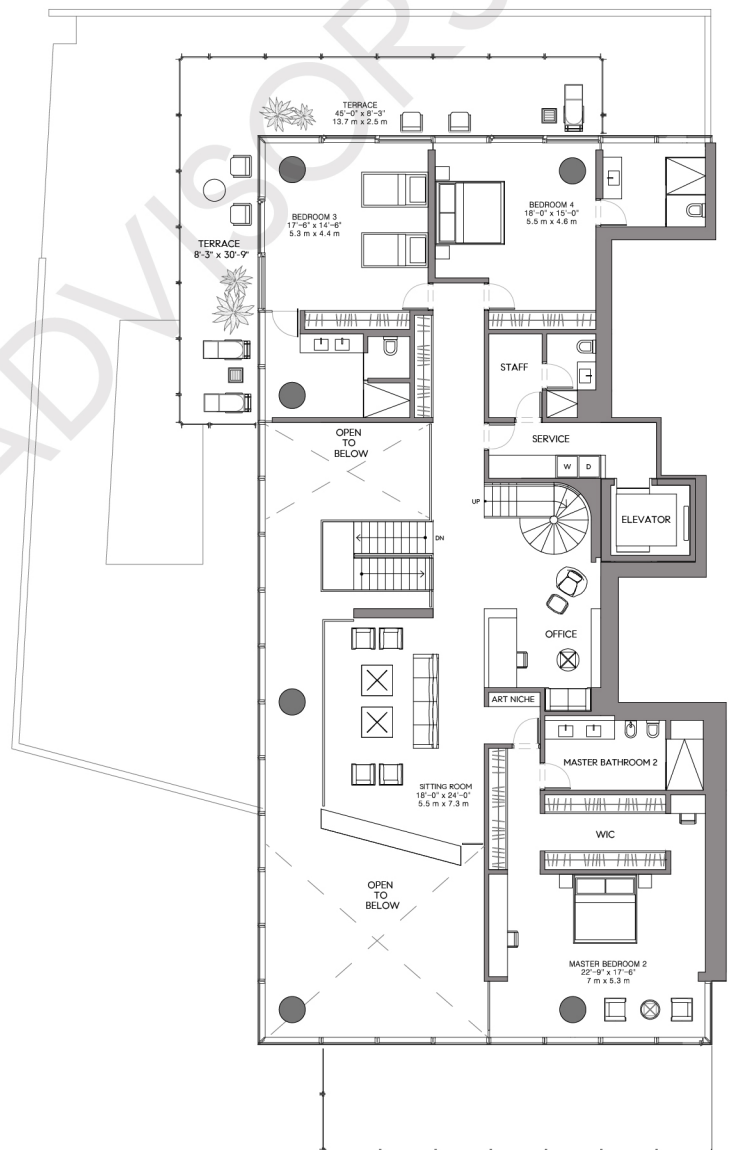 ADVISORS
TERRACE
45'-0" x 8'-3"
13.7 m x 2.5 m
BEDROOM 3
17'-6" x 14'-6"
5.3 m x 4.4 m
BEDROOM 4
18'-0" x 15'-0"
5.5 m x 4.6 m
TERRACE
8'-3" x 30'-9"
STAFF
OPEN
TO
BELOW
SERVICE
W D
UP
ELEVATOR
DN
OFFICE
ART NICHE
MASTER BATHROOM 2
SITTING ROOM
18'-0" x 24'-0"
5.5 m x 7.3 m
WIC
OPEN
TO
BELOW
MASTER BEDROOM 2
22'-9" x 17'-6"
7 m x 5.3 m